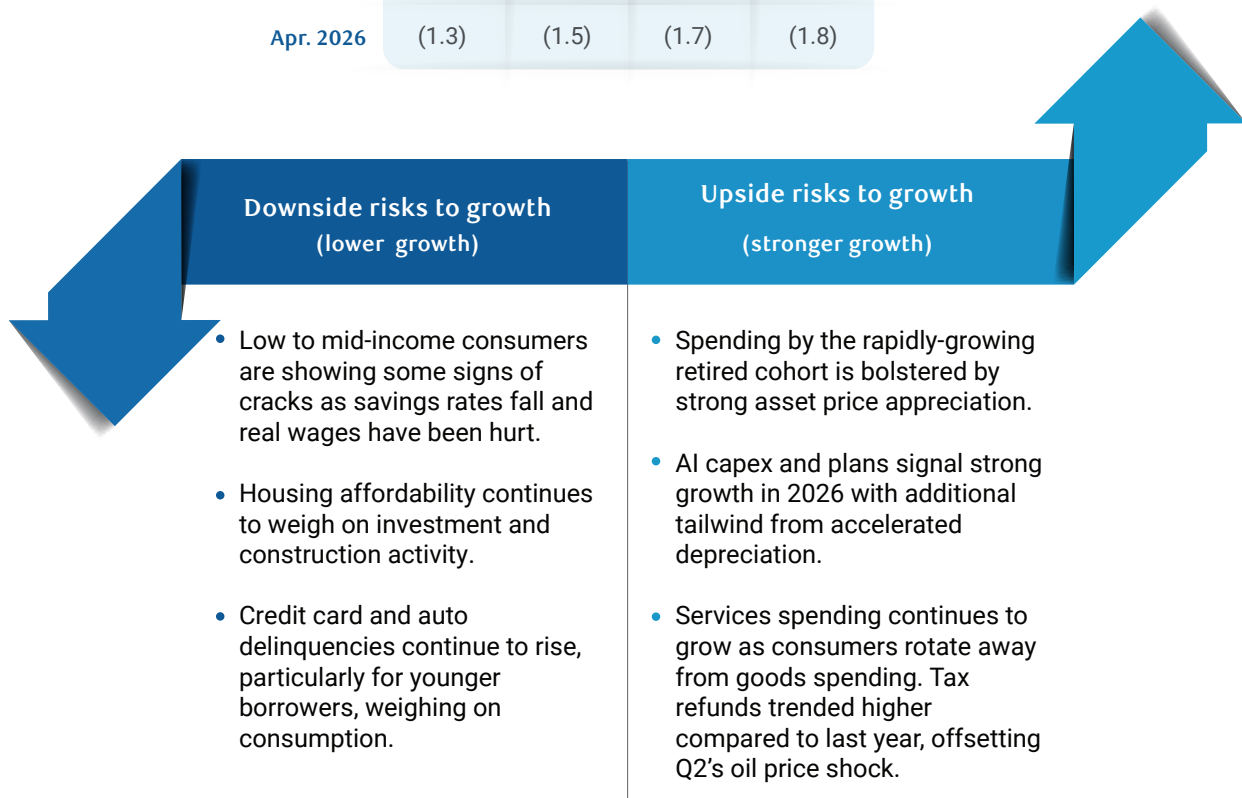 Apr. 2026 (1.3) (1.5) (1.7) (1.8)
Downside risks to growth
(lower growth)
Upside risks to growth
(stronger growth)
• Low to mid-income consumers
are showing some signs of
cracks as savings rates fall and
real wages have been hurt.
• Housing affordability continues
to weigh on investment and
construction activity.
• Credit card and auto
delinquencies continue to rise,
particularly for younger
borrowers, weighing on
consumption.
• Spending by the rapidly-growing
retired cohort is bolstered by
strong asset price appreciation.
• AI capex and plans signal strong
growth in 2026 with additional
tailwind from accelerated
depreciation.
• Services spending continues to
grow as consumers rotate away
from goods spending. Tax
refunds trended higher
compared to last year, offsetting
Q2's oil price shock.